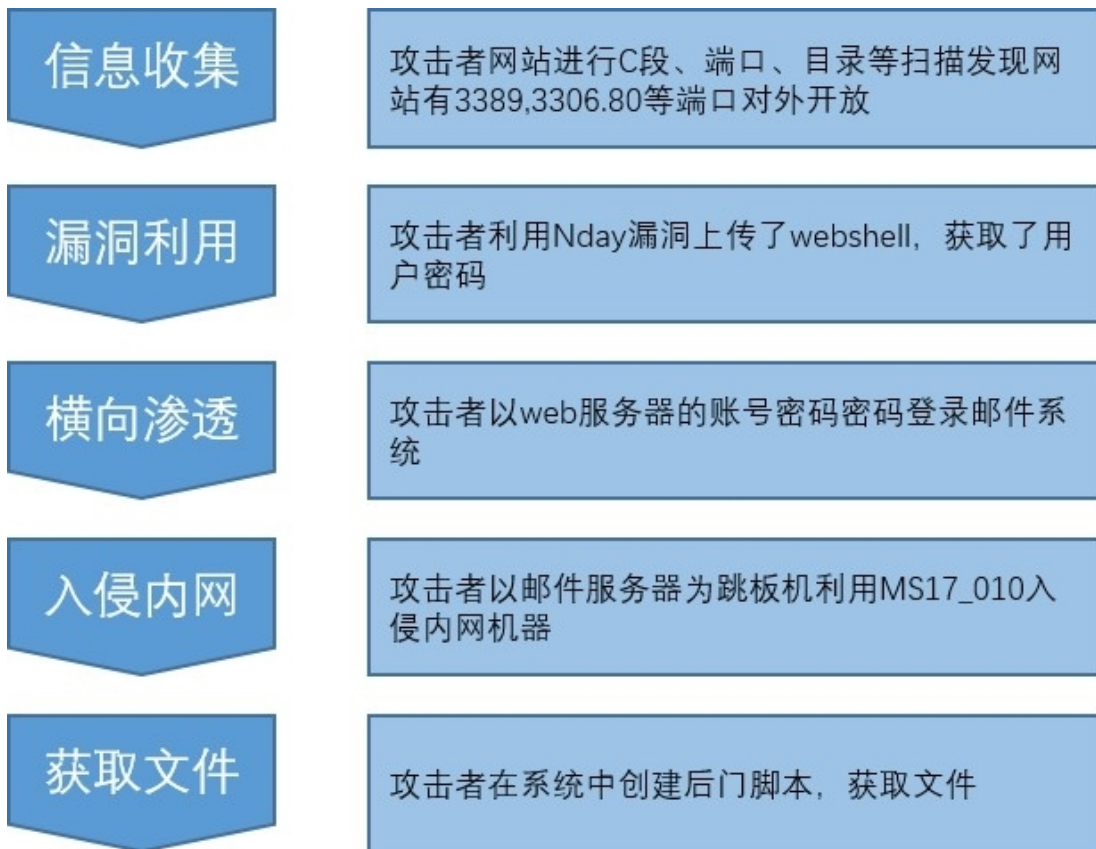 信息收集
攻击者网站进行C段、端口、目录等扫描发现网
站有3389,3306.80等端口对外开放
漏洞利用
攻击者利用Nday漏洞上传了webshell，获取了用
户密码
横向渗透
攻击者以web服务器的账号密码密码登录邮件系
统
入侵内网
攻击者以邮件服务器为跳板机利用MS17_010入
侵内网机器
获取文件
攻击者在系统中创建后门脚本，获取文件